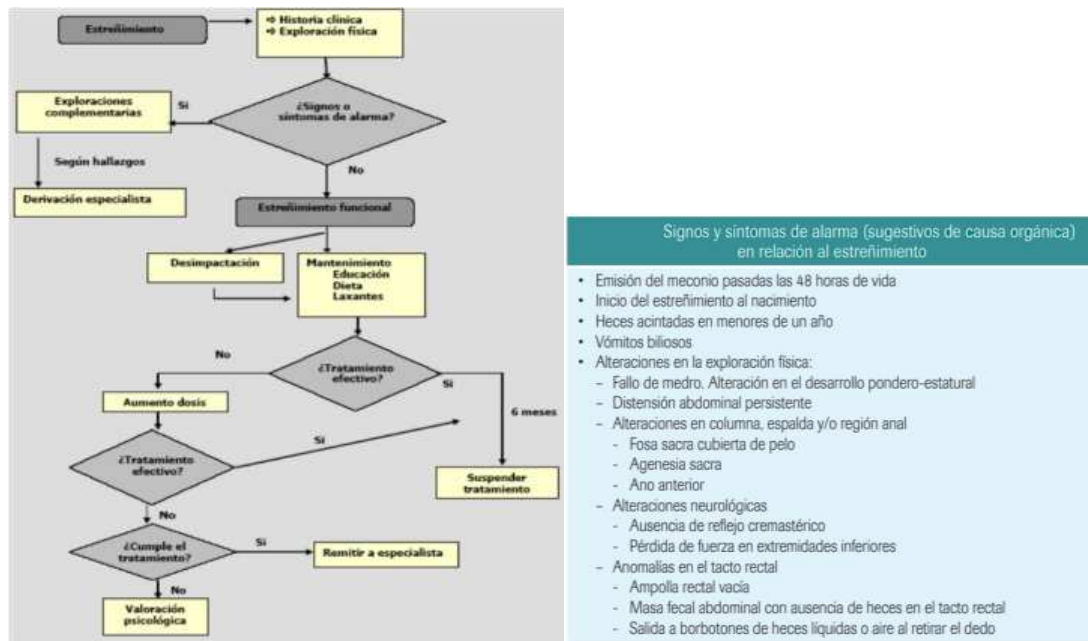 Estreñimiento
⇨ Historia clínica
⇨ Exploración física
¿Signos o
síntomas de alarma?
Si
Exploraciones
complementarias
Según hallazgos
Derivación especialista
No
Estreñimiento funcional
Desimpactación
Mantenimiento
Educación
Dieta
Laxantes
¿Tratamiento
efectivo?
No
Si
Aumento dosis
6 meses
¿Tratamiento
efectivo?
Si
Suspender
tratamiento
No
¿Cumple el
tratamiento?
Si
Remitir a especialista
No
Valoración
psicológica
Signos y síntomas de alarma (sugestivos de causa orgánica)
en relación al estreñimiento
• Emisión del meconio pasadas las 48 horas de vida
• Inicio del estreñimiento al nacimiento
• Heces acintadas en menores de un año
• Vómitos biliosos
• Alteraciones en la exploración física:
– Fallo de medro. Alteración en el desarrollo pondero-estatural
– Distensión abdominal persistente
– Alteraciones en columna, espalda y/o región anal
- Fosa sacra cubierta de pelo
- Agenesia sacra
- Ano anterior
– Alteraciones neurológicas
- Ausencia de reflejo cremastérico
- Pérdida de fuerza en extremidades inferiores
– Anomalías en el tacto rectal
- Ampolla rectal vacía
- Masa fecal abdominal con ausencia de heces en el tacto rectal
- Salida a borbotones de heces líquidas o aire al retirar el dedo